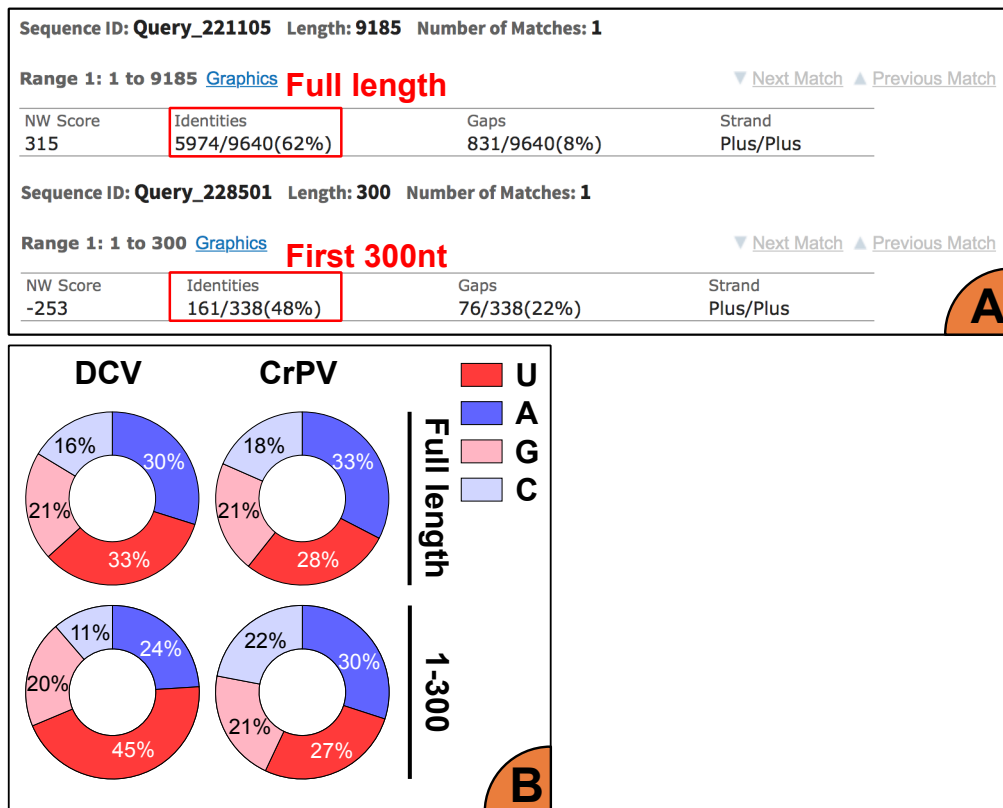 Sequence ID: Query_221105 Length: 9185 Number of Matches: 1
Range 1: 1 to 9185 Graphics Full length ▼ Next Match ▲ Previous Match
NW Score Identities Gaps Strand
315 5974/9640(62%) 831/9640(8%) Plus/Plus
Sequence ID: Query_228501 Length: 300 Number of Matches: 1
Range 1: 1 to 300 Graphics First 300nt ▼ Next Match ▲ Previous Match
NW Score Identities Gaps Strand
-253 161/338(48%) 76/338(22%) Plus/Plus
A
DCV CrPV
U
A
G
C
16% 30% 21% 33%
18% 33% 21% 28%
Full length
11% 24% 20% 45%
22% 30% 21% 27%
1-300
B